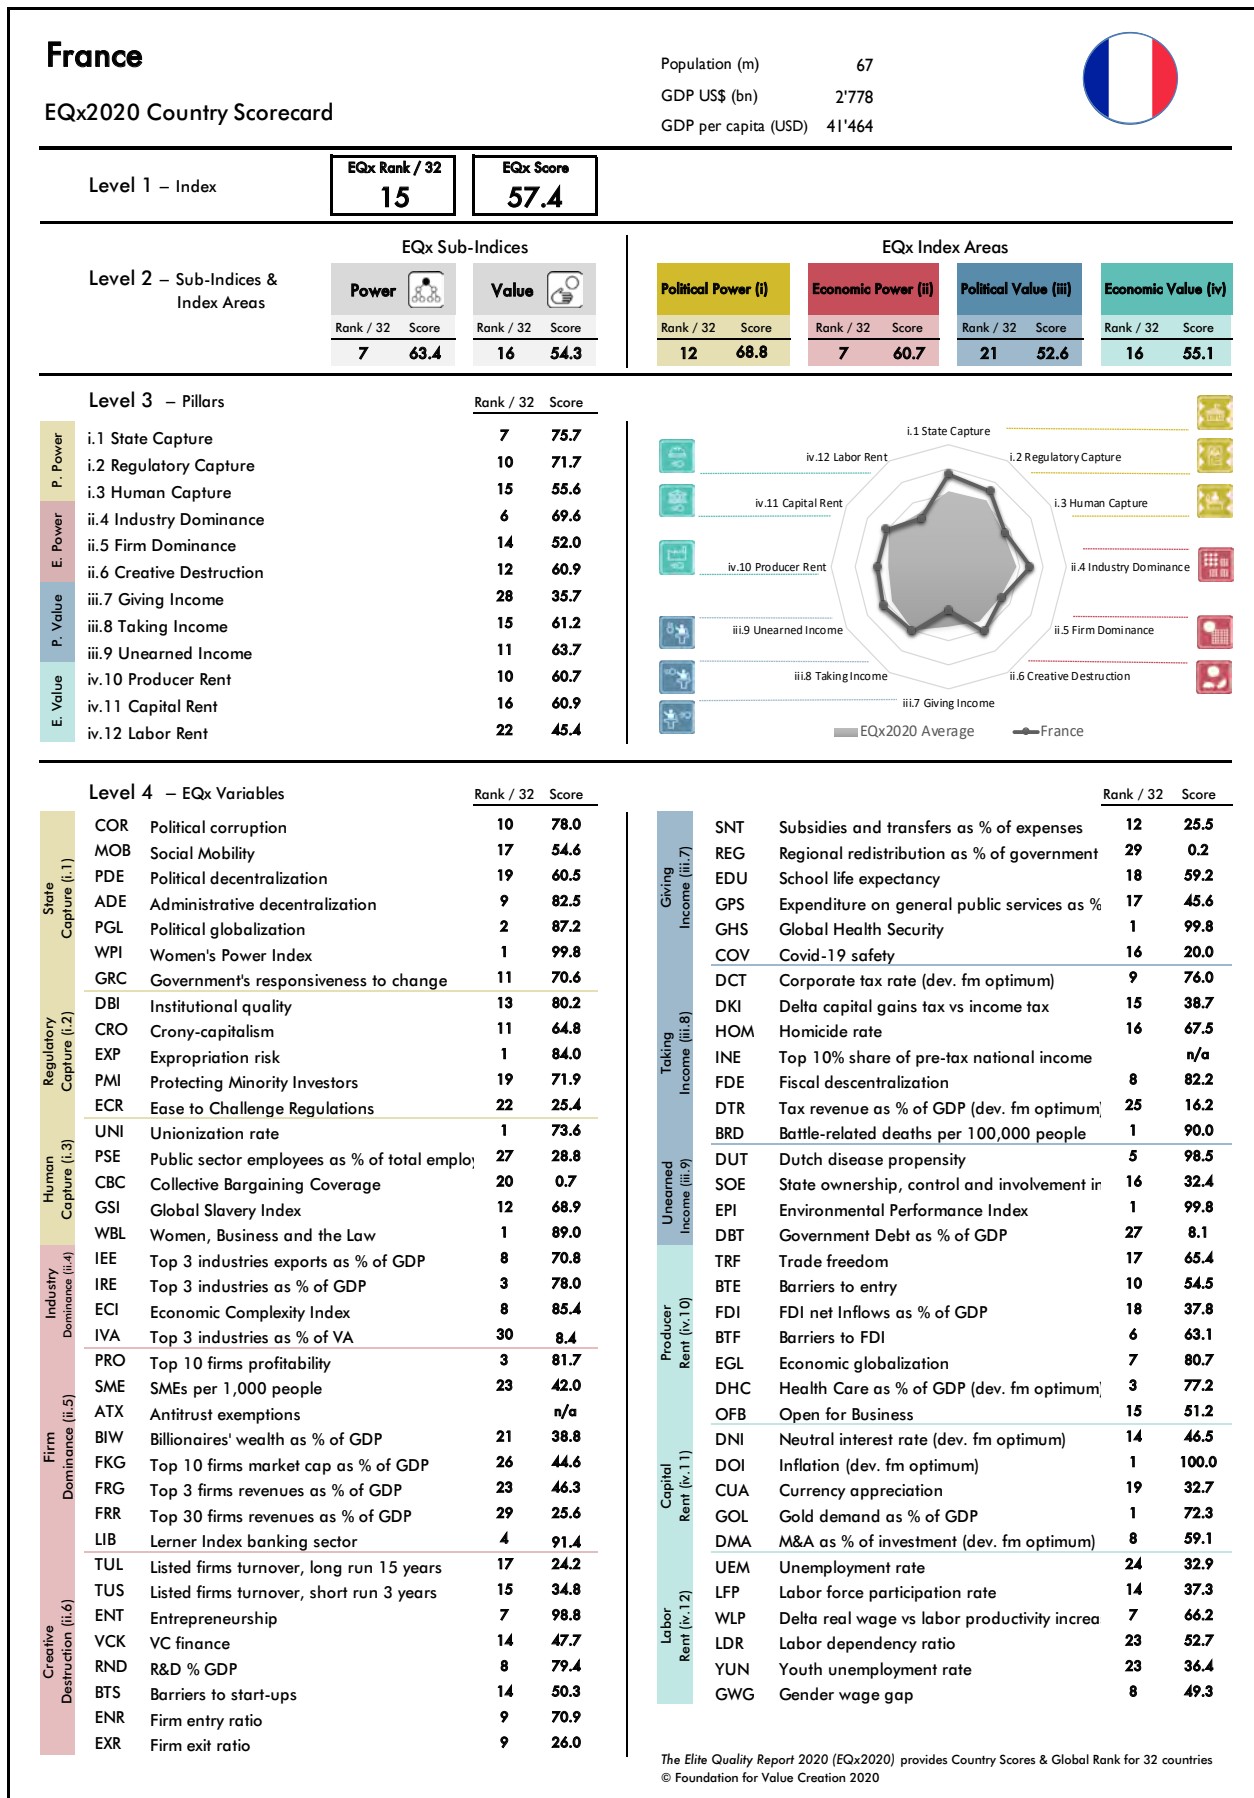 France
EQx2020 Country Scorecard
Population (m) 67
GDP US$ (bn) 2'778
GDP per capita (USD) 41'464
Level 1 – Index
EQx Rank / 32
15
EQx Score
57.4
Level 2 – Sub-Indices &
Index Areas
EQx Sub-Indices
Power Value
Rank / 32 Score Rank / 32 Score
7 63.4 16 54.3
EQx Index Areas
Political Power (i) Economic Power (ii) Political Value (iii) Economic Value (iv)
Rank / 32 Score Rank / 32 Score Rank / 32 Score Rank / 32 Score
12 68.8 7 60.7 21 52.6 16 55.1
Level 3 – Pillars
Rank / 32 Score
P. Power
i.1 State Capture 7 75.7
i.2 Regulatory Capture 10 71.7
i.3 Human Capture 15 55.6
E. Power
ii.4 Industry Dominance 6 69.6
ii.5 Firm Dominance 14 52.0
ii.6 Creative Destruction 12 60.9
P. Value
iii.7 Giving Income 28 35.7
iii.8 Taking Income 15 61.2
iii.9 Unearned Income 11 63.7
E. Value
iv.10 Producer Rent 10 60.7
iv.11 Capital Rent 16 60.9
iv.12 Labor Rent 22 45.4
i.1 State Capture
iv.12 Labor Rent i.2 Regulatory Capture
iv.11 Capital Rent i.3 Human Capture
iv.10 Producer Rent ii.4 Industry Dominance
iii.9 Unearned Income ii.5 Firm Dominance
iii.8 Taking Income ii.6 Creative Destruction
iii.7 Giving Income
EQx2020 Average France
Level 4 – EQx Variables
Rank / 32 Score
State
Capture (i.1)
COR Political corruption 10 78.0
MOB Social Mobility 17 54.6
PDE Political decentralization 19 60.5
ADE Administrative decentralization 9 82.5
PGL Political globalization 2 87.2
WPI Women's Power Index 1 99.8
GRC Government's responsiveness to change 11 70.6
Regulatory
Capture (i.2)
DBI Institutional quality 13 80.2
CRO Crony-capitalism 11 64.8
EXP Expropriation risk 1 84.0
PMI Protecting Minority Investors 19 71.9
ECR Ease to Challenge Regulations 22 25.4
Human
Capture (i.3)
UNI Unionization rate 1 73.6
PSE Public sector employees as % of total employ 27 28.8
CBC Collective Bargaining Coverage 20 0.7
GSI Global Slavery Index 12 68.9
WBL Women, Business and the Law 1 89.0
Industry
Dominance (ii.4)
IEE Top 3 industries exports as % of GDP 8 70.8
IRE Top 3 industries as % of GDP 3 78.0
ECI Economic Complexity Index 8 85.4
IVA Top 3 industries as % of VA 30 8.4
Firm
Dominance (ii.5)
PRO Top 10 firms profitability 3 81.7
SME SMEs per 1,000 people 23 42.0
ATX Antitrust exemptions n/a
BIW Billionaires' wealth as % of GDP 21 38.8
FKG Top 10 firms market cap as % of GDP 26 44.6
FRG Top 3 firms revenues as % of GDP 23 46.3
FRR Top 30 firms revenues as % of GDP 29 25.6
LIB Lerner Index banking sector 4 91.4
Creative
Destruction (ii.6)
TUL Listed firms turnover, long run 15 years 17 24.2
TUS Listed firms turnover, short run 3 years 15 34.8
ENT Entrepreneurship 7 98.8
VCK VC finance 14 47.7
RND R&D % GDP 8 79.4
BTS Barriers to start-ups 14 50.3
ENR Firm entry ratio 9 70.9
EXR Firm exit ratio 9 26.0
Rank / 32 Score
Giving
Income (iii.7)
SNT Subsidies and transfers as % of expenses 12 25.5
REG Regional redistribution as % of government 29 0.2
EDU School life expectancy 18 59.2
GPS Expenditure on general public services as % 17 45.6
GHS Global Health Security 1 99.8
COV Covid-19 safety 16 20.0
Taking
Income (iii.8)
DCT Corporate tax rate (dev. fm optimum) 9 76.0
DKI Delta capital gains tax vs income tax 15 38.7
HOM Homicide rate 16 67.5
INE Top 10% share of pre-tax national income n/a
FDE Fiscal descentralization 8 82.2
DTR Tax revenue as % of GDP (dev. fm optimum) 25 16.2
BRD Battle-related deaths per 100,000 people 1 90.0
Unearned
Income (iii.9)
DUT Dutch disease propensity 5 98.5
SOE State ownership, control and involvement in 16 32.4
EPI Environmental Performance Index 1 99.8
DBT Government Debt as % of GDP 27 8.1
Producer
Rent (iv.10)
TRF Trade freedom 17 65.4
BTE Barriers to entry 10 54.5
FDI FDI net Inflows as % of GDP 18 37.8
BTF Barriers to FDI 6 63.1
EGL Economic globalization 7 80.7
DHC Health Care as % of GDP (dev. fm optimum) 3 77.2
OFB Open for Business 15 51.2
Capital
Rent (iv.11)
DNI Neutral interest rate (dev. fm optimum) 14 46.5
DOI Inflation (dev. fm optimum) 1 100.0
CUA Currency appreciation 19 32.7
GOL Gold demand as % of GDP 1 72.3
DMA M&A as % of investment (dev. fm optimum) 8 59.1
Labor
Rent (iv.12)
UEM Unemployment rate 24 32.9
LFP Labor force participation rate 14 37.3
WLP Delta real wage vs labor productivity increa 7 66.2
LDR Labor dependency ratio 23 52.7
YUN Youth unemployment rate 23 36.4
GWG Gender wage gap 8 49.3
The Elite Quality Report 2020 (EQx2020) provides Country Scores & Global Rank for 32 countries
© Foundation for Value Creation 2020